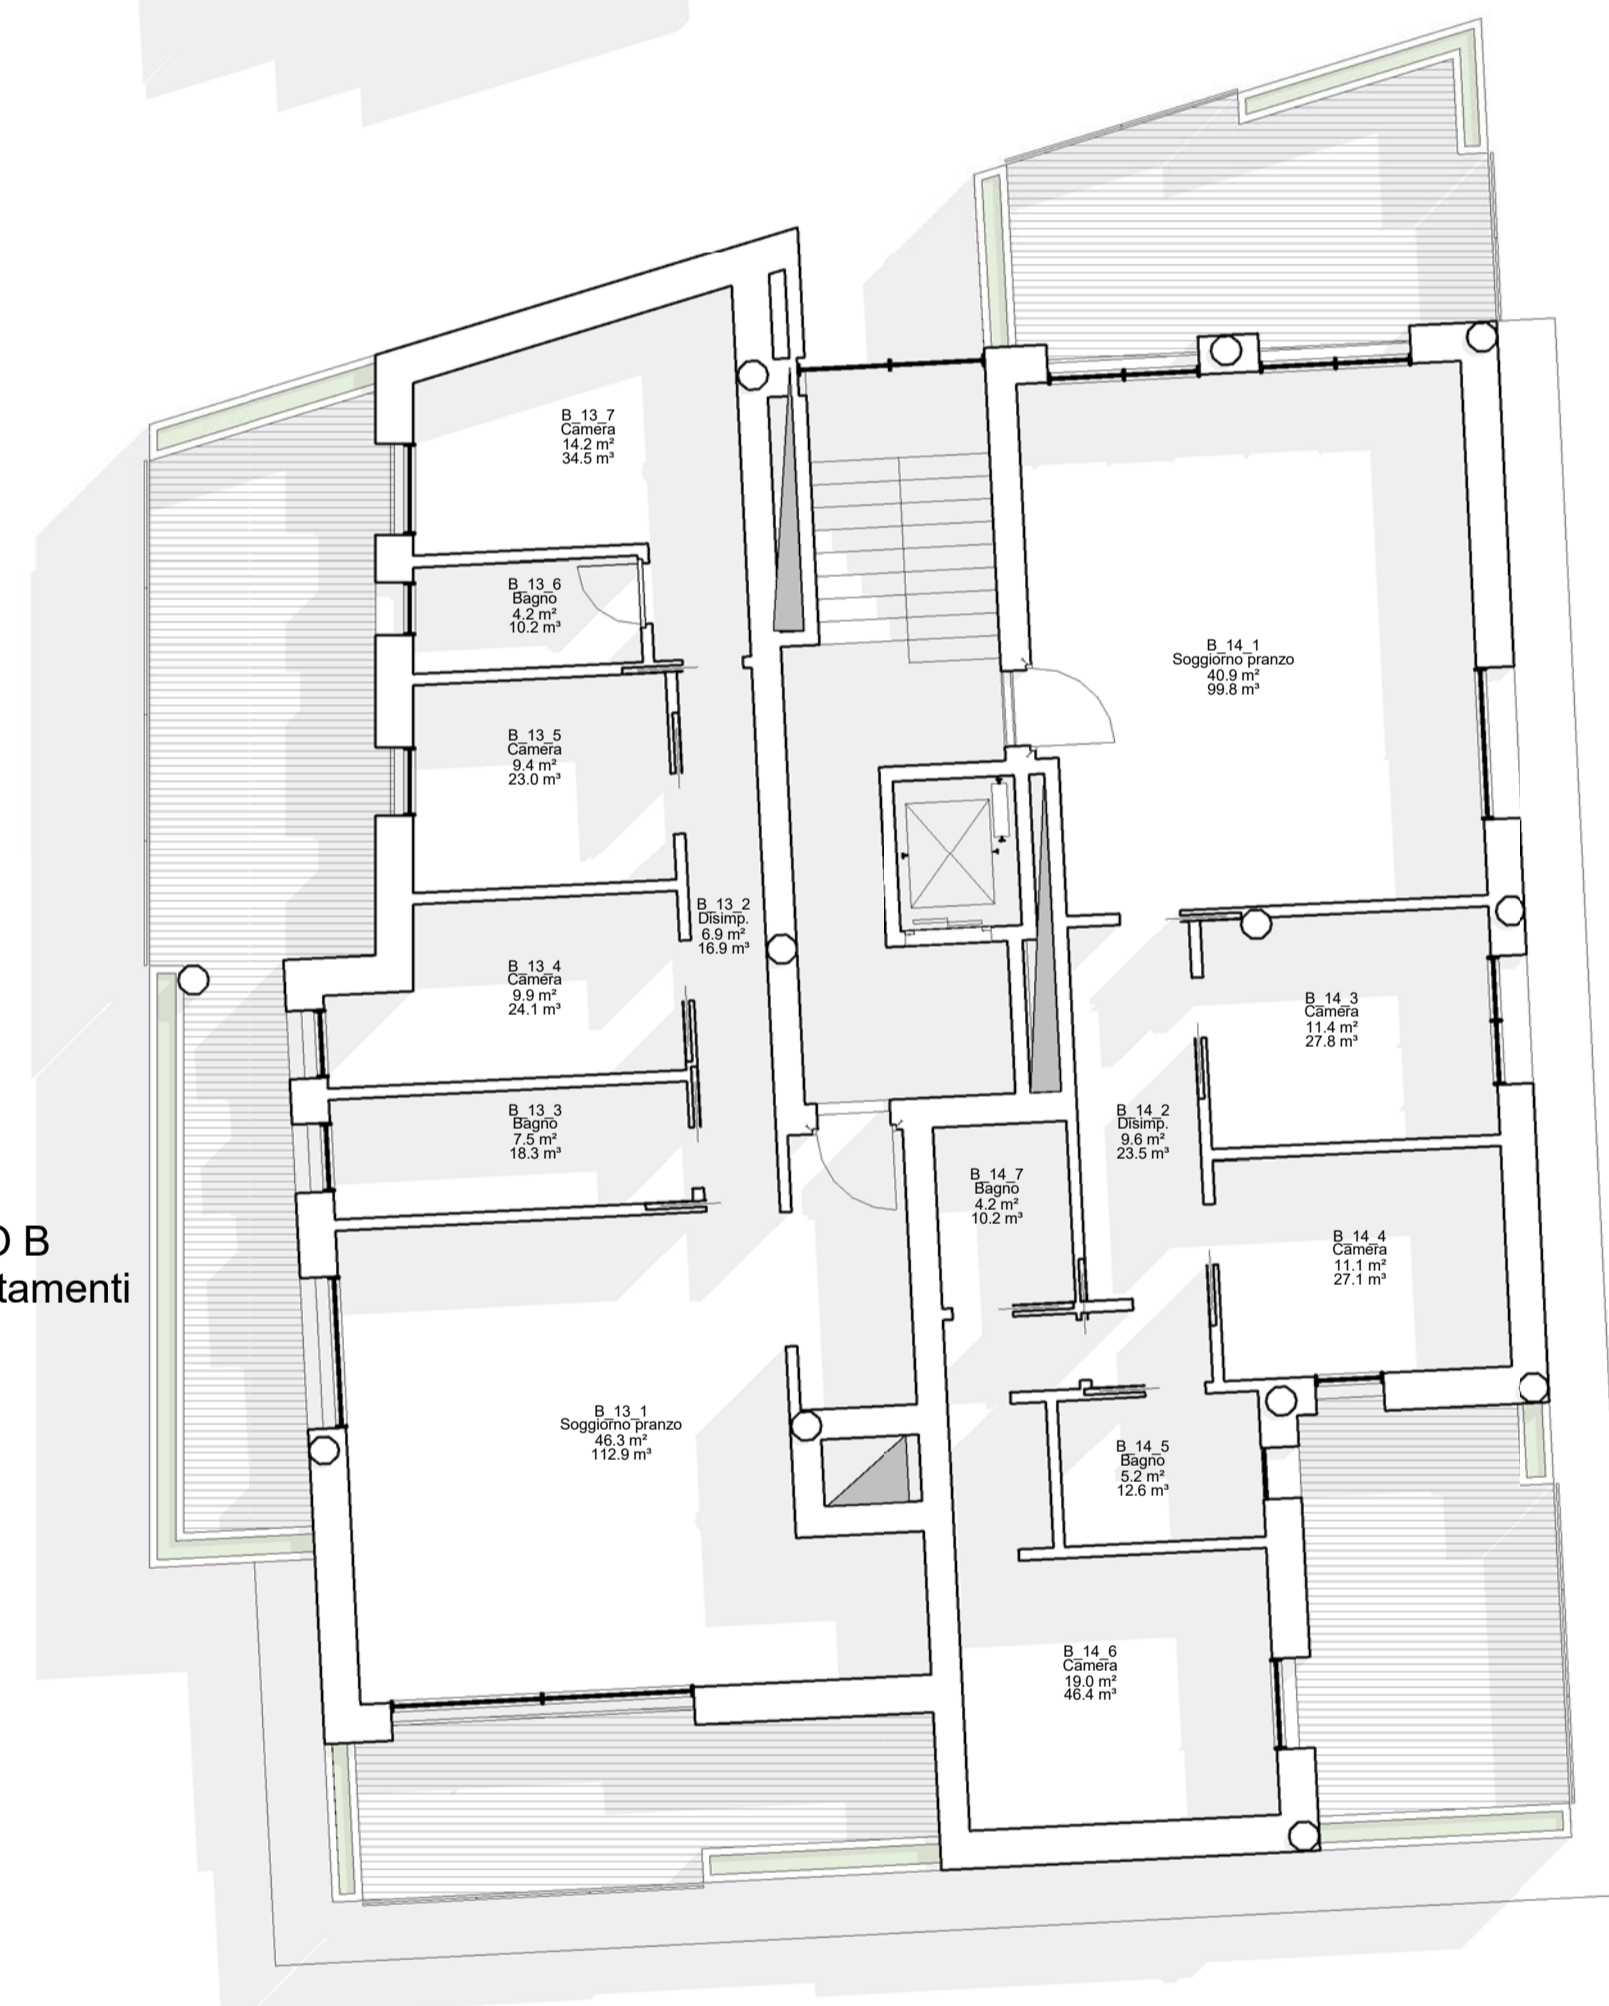 B_13_7
Camera
14.2 m²
34.5 m³
B_13_6
Bagno
4.2 m²
10.2 m³
B_14_1
Soggiorno pranzo
40.9 m²
99.8 m³
B_13_5
Camera
9.4 m²
23.0 m³
B_13_2
Disimp.
6.9 m²
16.9 m³
B_13_4
Camera
9.9 m²
24.1 m³
B_14_3
Camera
11.4 m²
27.8 m³
B_13_3
Bagno
7.5 m²
18.3 m³
B_14_2
Disimp.
9.6 m²
23.5 m³
B_14_7
Bagno
4.2 m²
10.2 m³
B
tamenti
B_14_4
Camera
11.1 m²
27.1 m³
B_13_1
Soggiorno pranzo
46.3 m²
112.9 m³
B_14_5
Bagno
5.2 m²
12.6 m³
B_14_6
Camera
19.0 m²
46.4 m³